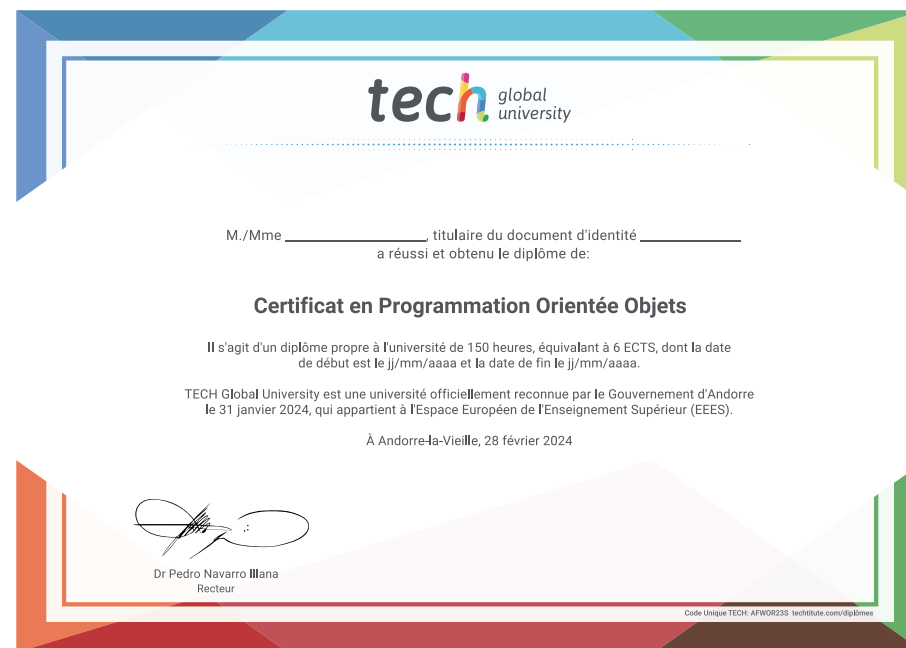 tech global university
M./Mme ____________________, titulaire du document d'identité ______________
a réussi et obtenu le diplôme de:
Certificat en Programmation Orientée Objets
Il s'agit d'un diplôme propre à l'université de 150 heures, équivalant à 6 ECTS, dont la date
de début est le jj/mm/aaaa et la date de fin le jj/mm/aaaa.
TECH Global University est une université officiellement reconnue par le Gouvernement d'Andorre
le 31 janvier 2024, qui appartient à l'Espace Européen de l'Enseignement Supérieur (EEES).
À Andorre-la-Vieille, 28 février 2024
Dr Pedro Navarro Illana
Recteur
Code Unique TECH: AFWOR23S techtitute.com/diplômes